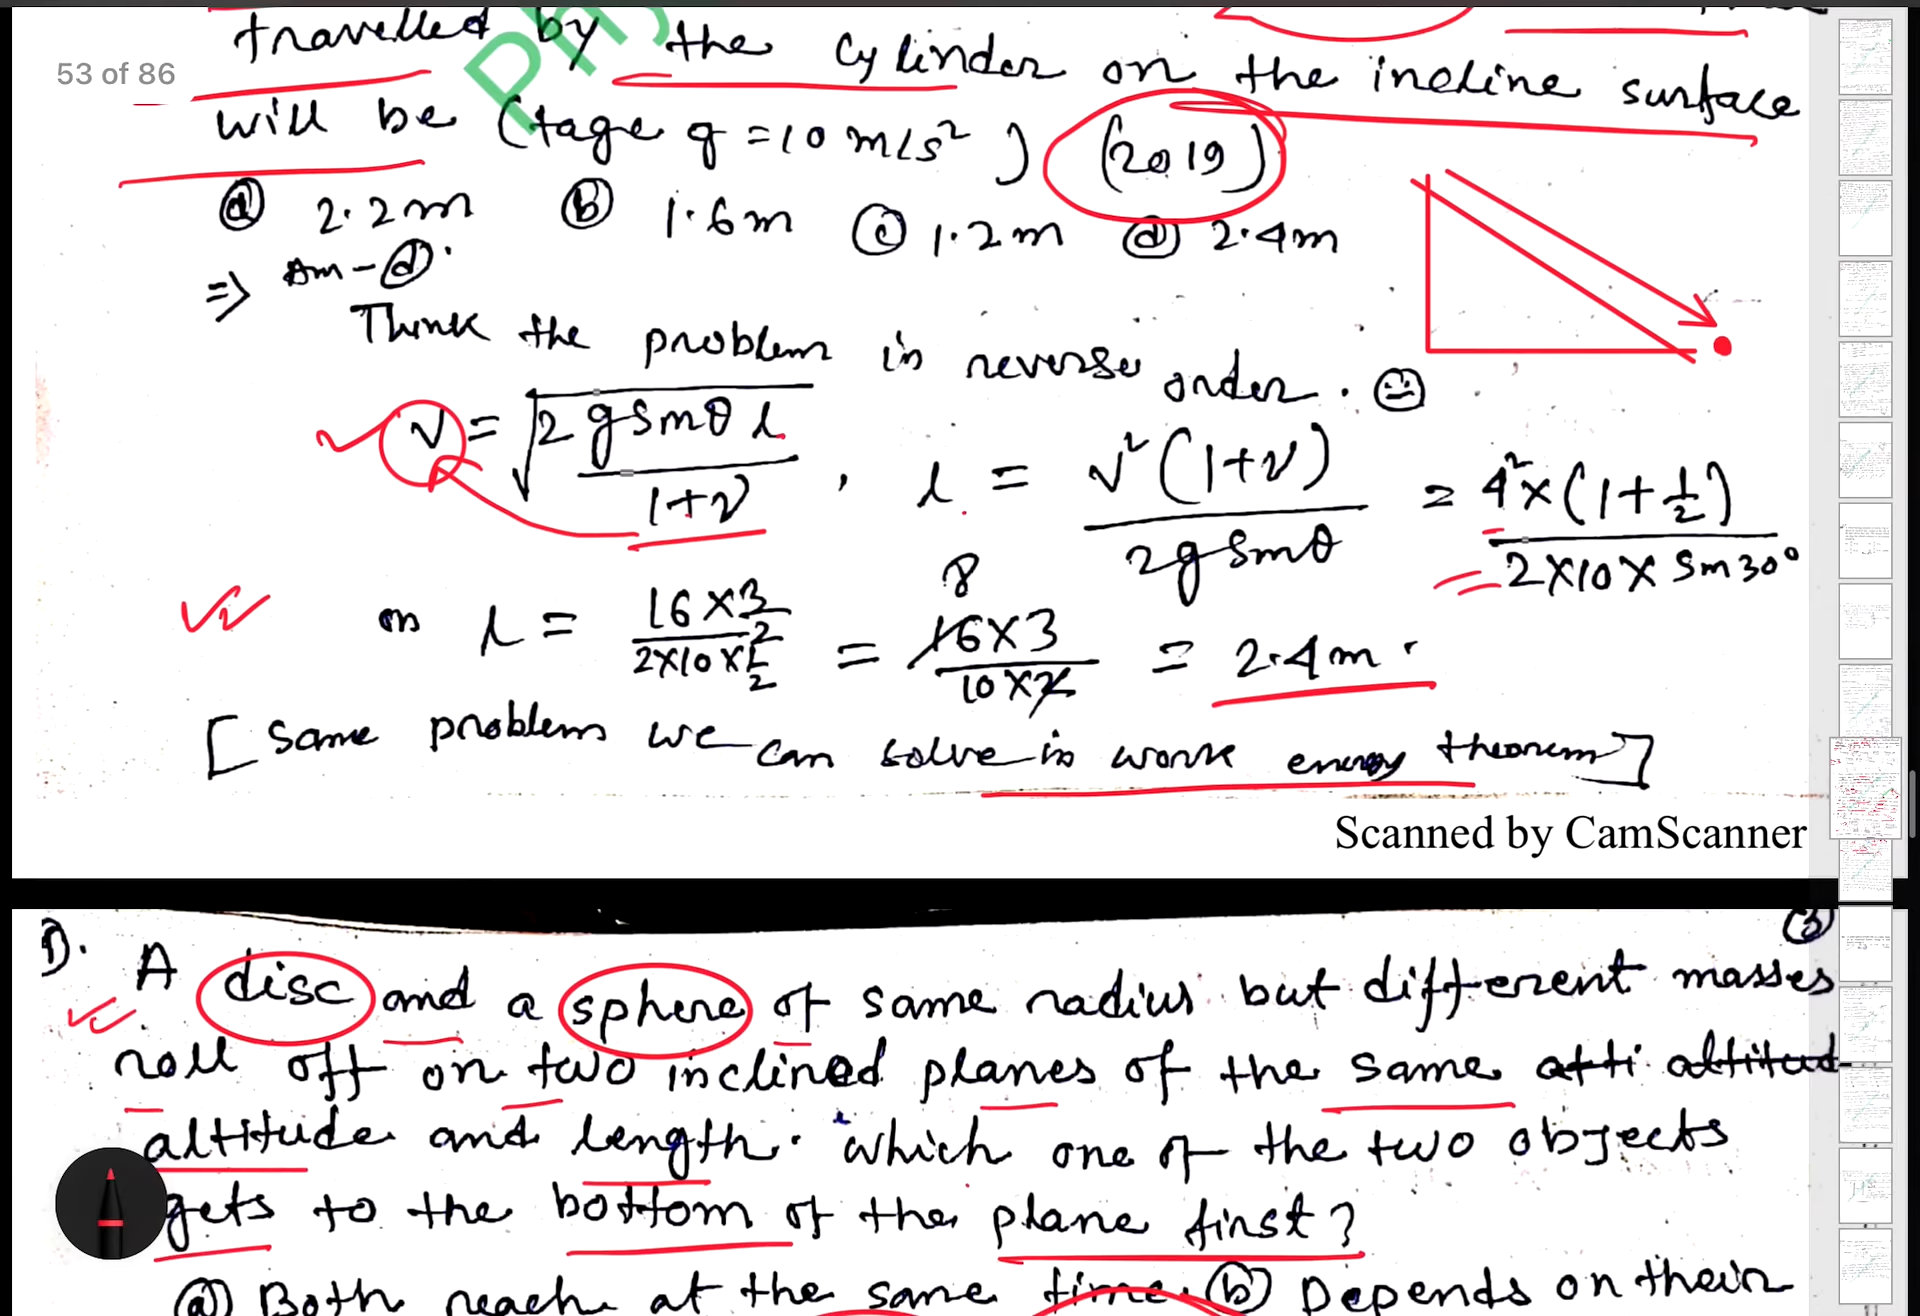 53 of 86
travelled by the cylinder on the incline surface
will be (take g = 10 m/s² ) (2019)
ⓐ 2.2m ⓑ 1.6m ⓒ 1.2m ⓓ 2.4m
⇒ Ans - ⓓ.
Think the problem in reverse order. 
V = √(2 g sinθ l / 1+ν) , l = v² (1+ν) / 2g sinθ = 4² × (1 + 1/2) / 2×10× sin 30°
or l = 16×3/2 / 2×10×1/2 = 16×3 / 10×2 = 2.4m.
8
[ Same problem we can solve in work energy theorem ]
Scanned by CamScanner
D. A disc and a sphere of same radius but different masses
roll off on two inclined planes of the same atti altitud
altitude and length. which one of the two objects
gets to the bottom of the plane first?
ⓐ Both reach at the same time. ⓑ Depends on their